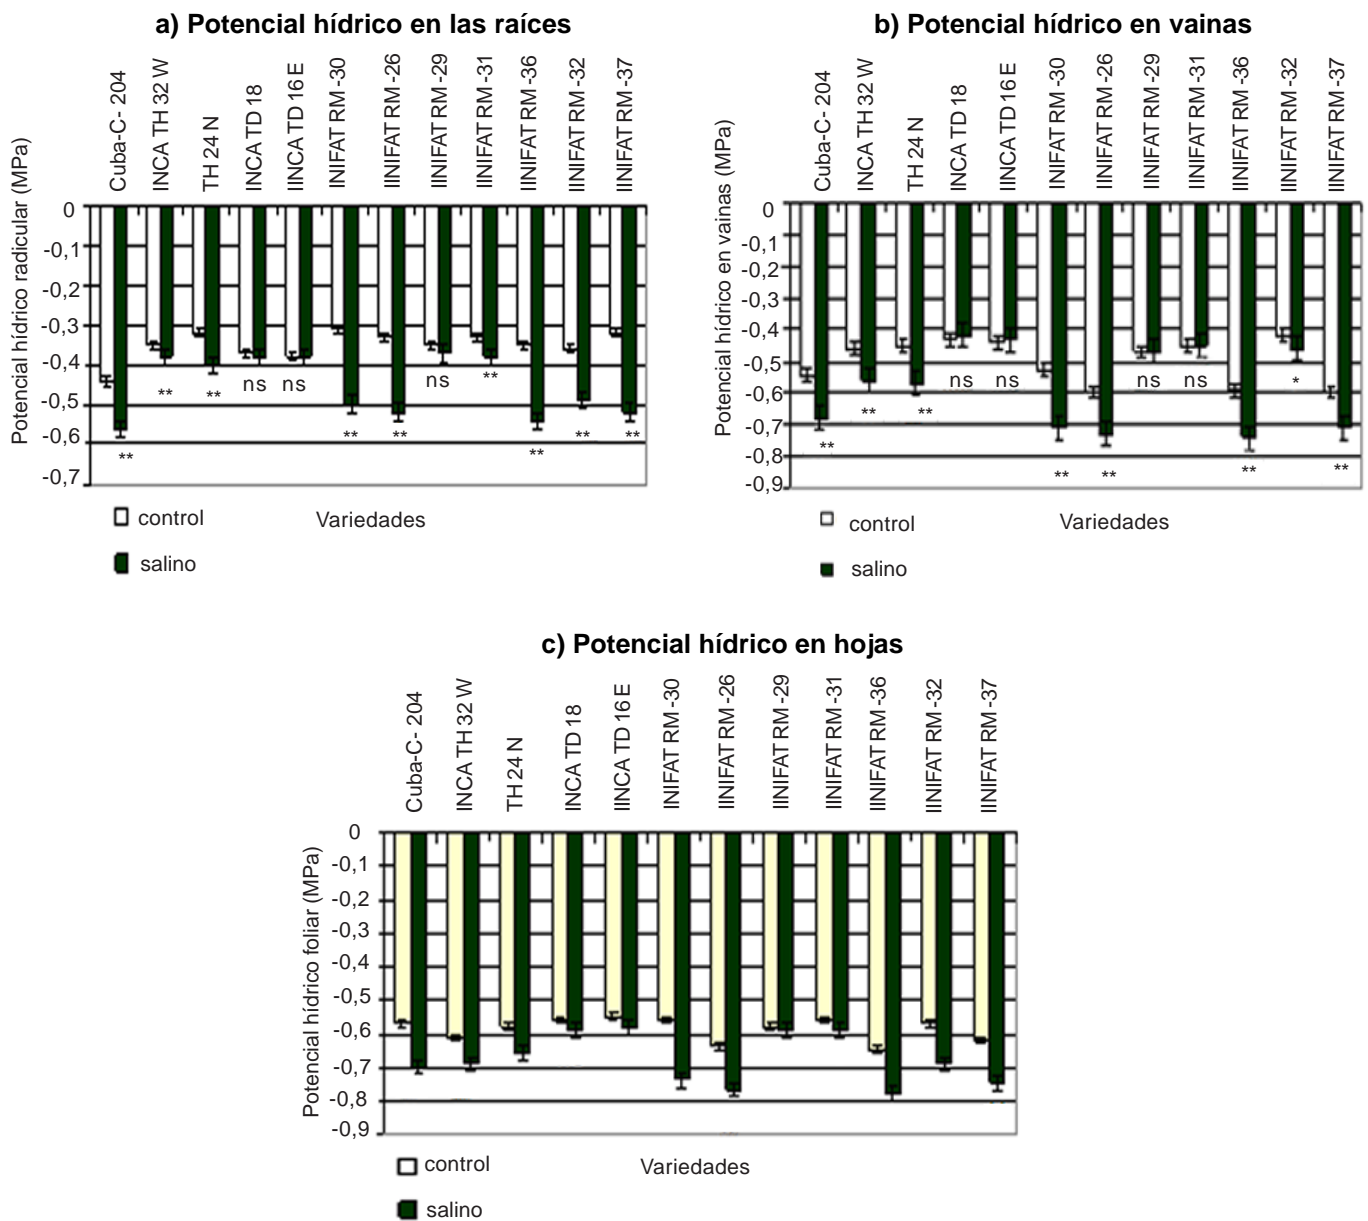 a) Potencial hídrico en las raíces
Cuba-C- 204
INCA TH 32 W
TH 24 N
INCA TD 18
IINCA TD 16 E
INIFAT RM -30
IINIFAT RM -26
IINIFAT RM -29
IINIFAT RM -31
IINIFAT RM -36
IINIFAT RM -32
IINIFAT RM -37
Potencial hídrico radicular (MPa)
0
-0,1
-0,2
-0,3
-0,4
-0,5
-0,6
-0,7
**
**
**
ns
ns
**
**
ns
**
**
**
**
control
Variedades
salino
b) Potencial hídrico en vainas
Cuba-C- 204
INCA TH 32 W
TH 24 N
INCA TD 18
IINCA TD 16 E
INIFAT RM -30
IINIFAT RM -26
IINIFAT RM -29
IINIFAT RM -31
IINIFAT RM -36
IINIFAT RM -32
IINIFAT RM -37
Potencial hídrico en vainas (MPa)
0
-0,1
-0,2
-0,3
-0,4
-0,5
-0,6
-0,7
-0,8
-0,9
**
**
**
ns
ns
**
**
ns
ns
**
*
**
control
Variedades
salino
c) Potencial hídrico en hojas
Cuba-C- 204
INCA TH 32 W
TH 24 N
INCA TD 18
IINCA TD 16 E
INIFAT RM -30
IINIFAT RM -26
IINIFAT RM -29
IINIFAT RM -31
IINIFAT RM -36
IINIFAT RM -32
IINIFAT RM -37
Potencial hídrico foliar (MPa)
0
-0,1
-0,2
-0,3
-0,4
-0,5
-0,6
-0,7
-0,8
-0,9
control
Variedades
salino